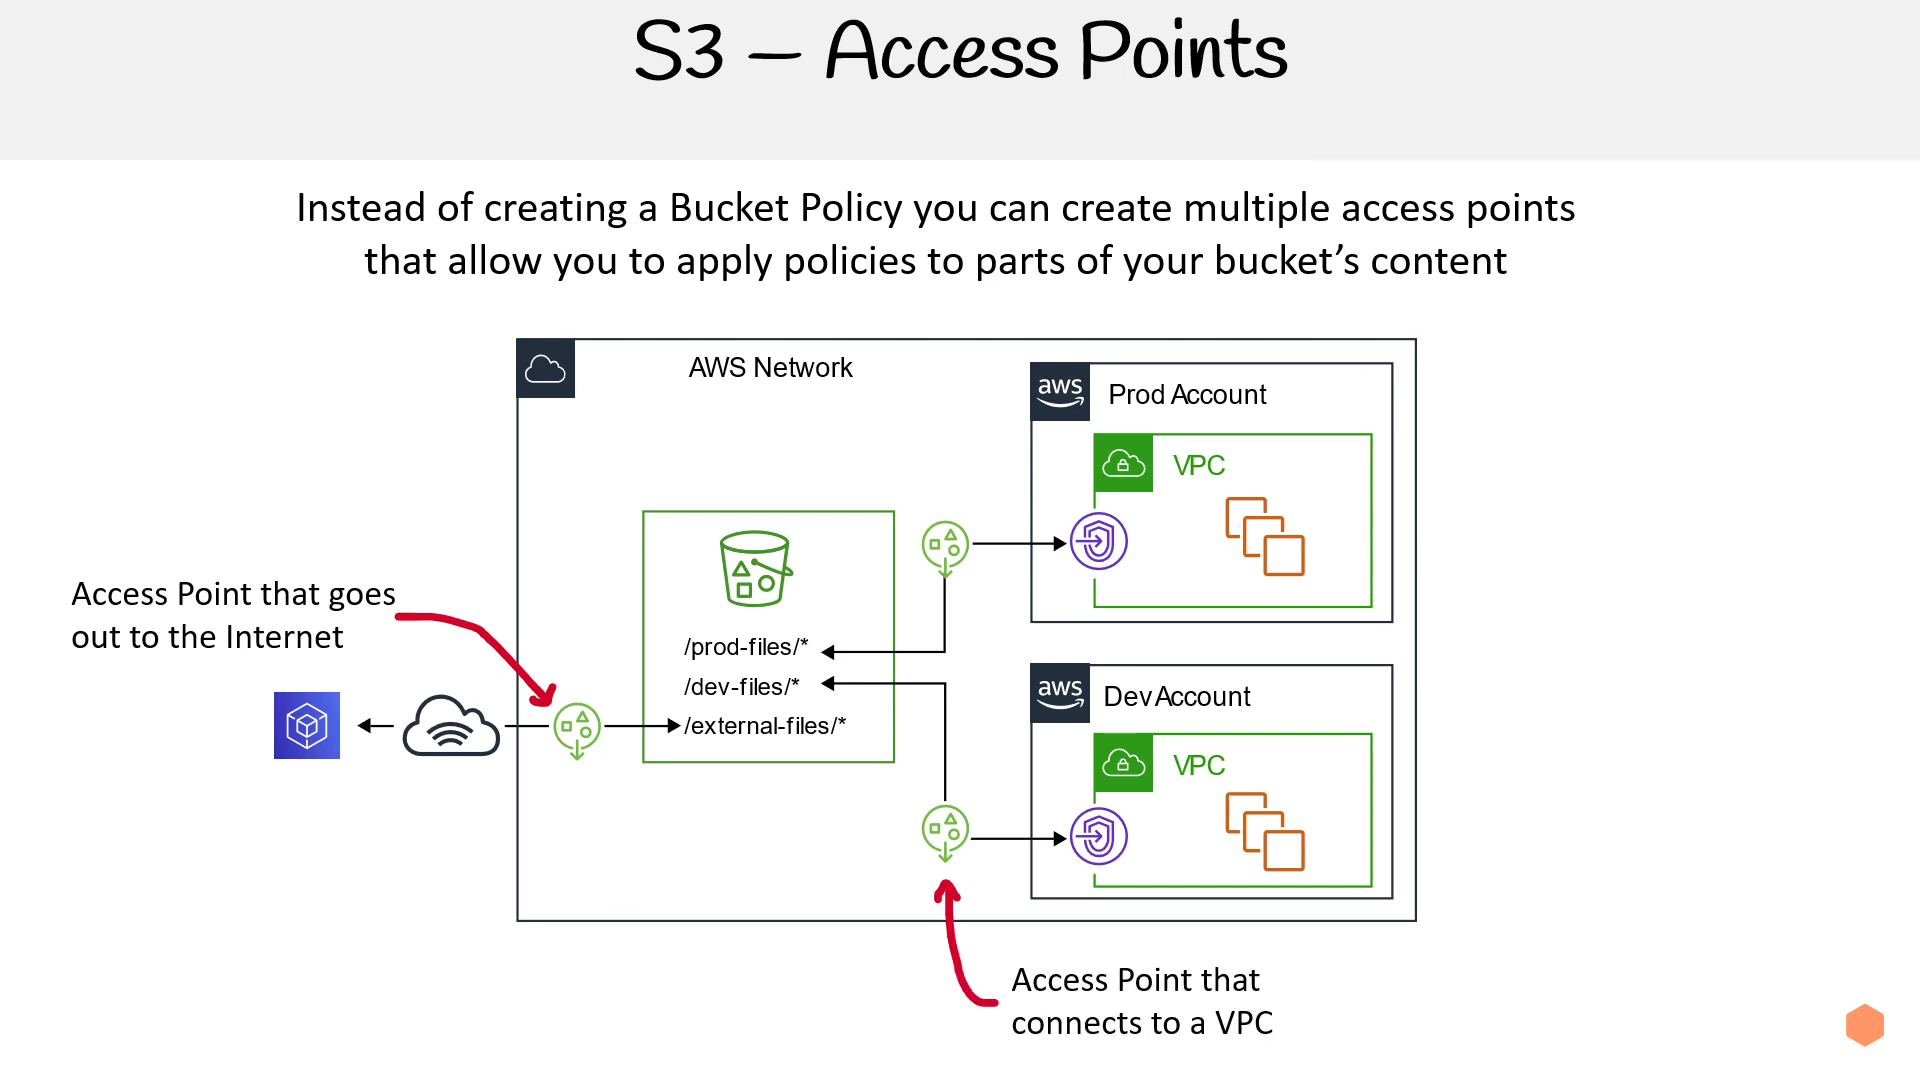 S3 – Access Points
Instead of creating a Bucket Policy you can create multiple access points
that allow you to apply policies to parts of your bucket’s content
AWS Network
aws
Prod Account
VPC
/prod-files/*
/dev-files/*
/external-files/*
Access Point that goes
out to the Internet
aws
Dev Account
VPC
Access Point that
connects to a VPC